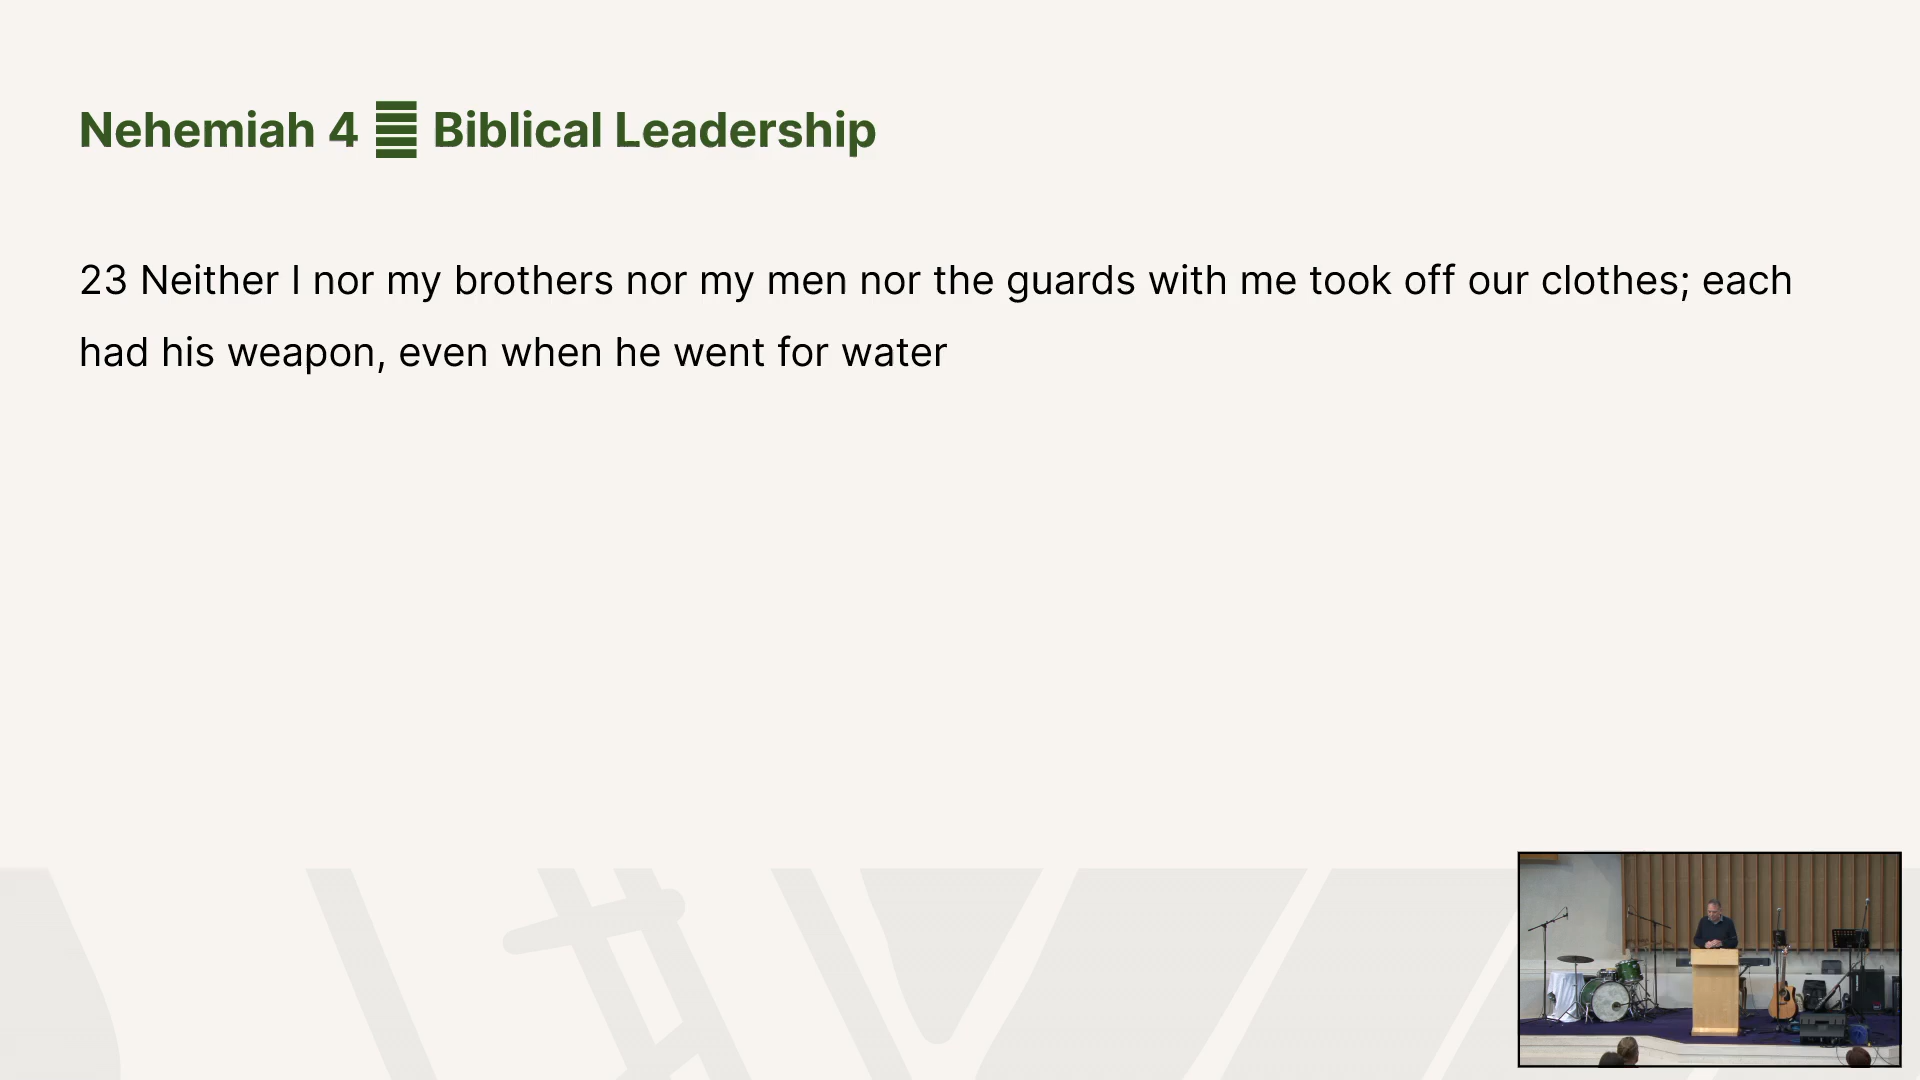 Nehemiah 4 𝌆 Biblical Leadership
23 Neither I nor my brothers nor my men nor the guards with me took off our clothes; each
had his weapon, even when he went for water